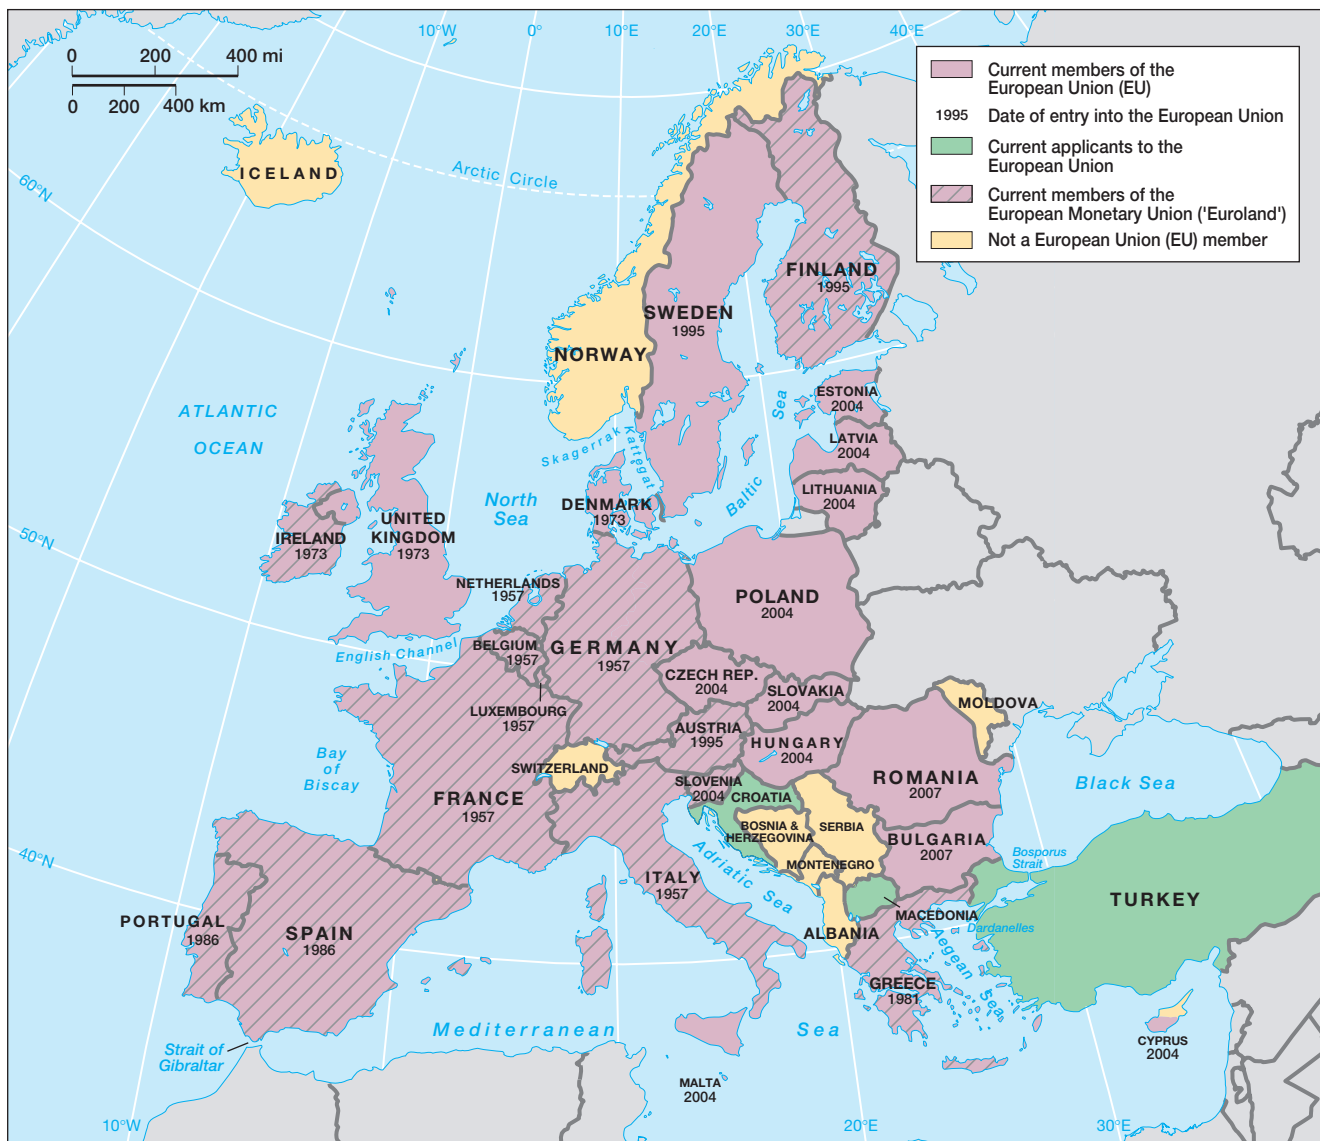 10°W
0°
10°E
20°E
30°E
40°E
0 200 400 mi
0 200 400 km
Current members of the
European Union (EU)
1995 Date of entry into the European Union
Current applicants to the
European Union
Current members of the
European Monetary Union ('Euroland')
Not a European Union (EU) member
ICELAND
Arctic Circle
60°N
FINLAND
1995
SWEDEN
1995
NORWAY
ESTONIA
2004
ATLANTIC
OCEAN
LATVIA
2004
Skagerrak
Kattegat
Baltic
Sea
LITHUANIA
2004
North
Sea
DENMARK
1973
UNITED
KINGDOM
1973
IRELAND
1973
50°N
NETHERLANDS
1957
POLAND
2004
English Channel
BELGIUM
1957
GERMANY
1957
CZECH REP.
2004
SLOVAKIA
2004
LUXEMBOURG
1957
MOLDOVA
AUSTRIA
1995
HUNGARY
2004
Bay
of
Biscay
SWITZERLAND
SLOVENIA
2004
CROATIA
ROMANIA
2007
Black Sea
FRANCE
1957
BOSNIA &
HERZEGOVINA
SERBIA
BULGARIA
2007
40°N
Adriatic Sea
MONTENEGRO
Bosporus
Strait
ITALY
1957
TURKEY
PORTUGAL
1986
SPAIN
1986
MACEDONIA
Dardanelles
ALBANIA
Aegean Sea
GREECE
1981
Mediterranean Sea
Strait of
Gibraltar
CYPRUS
2004
MALTA
2004
10°W
0°
20°E
30°E